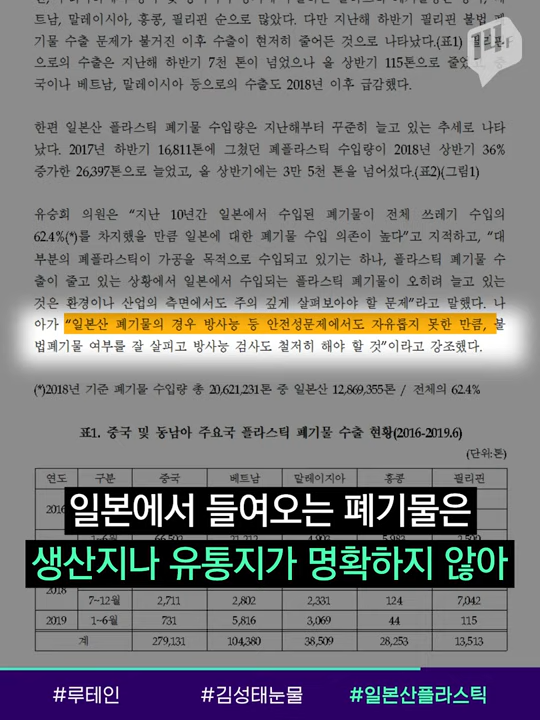 트남, 말레이시아, 홍콩, 필리핀 순으로 많았다. 다만 지난해 하반기 필리핀 불법 폐
기물 수출 문제가 불거진 이후 수출이 현저히 줄어든 것으로 나타났다.(표1)
으로의 수출은 지난해 하반기 7천 톤이 넘었으나 올 상반기 115톤으로 줄었
국이나 베트남, 말레이시아 등으로의 수출도 2018년 이후 급감했다.
한편 일본산 플라스틱 폐기물 수입량은 지난해부터 꾸준히 늘고 있는 추세로 나타
났다. 2017년 하반기 16,811톤에 그쳤던 폐플라스틱 수입량이 2018년 상반기 36%
증가한 26,397톤으로 늘었고, 올 상반기에는 3만 5천 톤을 넘어섰다.(표2)(그림1)
유승희 의원은 “지난 10년간 일본에서 수입된 폐기물이 전체 쓰레기 수입의
62.4%(*)를 차지했을 만큼 일본에 대한 폐기물 수입 의존이 높다”고 지적하고, “대
부분의 폐플라스틱이 가공을 목적으로 수입되고 있기는 하나, 플라스틱 폐기물 수
출이 줄고 있는 상황에서 일본에서 수입되는 플라스틱 폐기물이 오히려 늘고 있는
것은 환경이나 산업의 측면에서도 주의 깊게 살펴보아야 할 문제”라고 말했다. 나
아가 “일본산 폐기물의 경우 방사능 등 안전성문제에서도 자유롭지 못한 만큼, 불
법폐기물 여부를 잘 살피고 방사능 검사도 철저히 해야 할 것”이라고 강조했다.
(*)2018년 기준 폐기물 수입량 총 20,621,231톤 중 일본산 12,869,355톤 / 전체의 62.4%
표1. 중국 및 동남아 주요국 플라스틱 폐기물 수출 현황(2016-2019.6)
(단위:톤)
연도 구분 중국 베트남 말레이시아 홍콩 필리핀
2016
일본에서 들여오는 폐기물은
생산지나 유통지가 명확하지 않아
2018
7~12월 2,711 2,802 2,331 124 7,042
2019 1~6월 731 5,816 3,069 44 115
계 279,131 104,380 38,509 28,253 13,513
#루테인 #김성태눈물 #일본산플라스틱